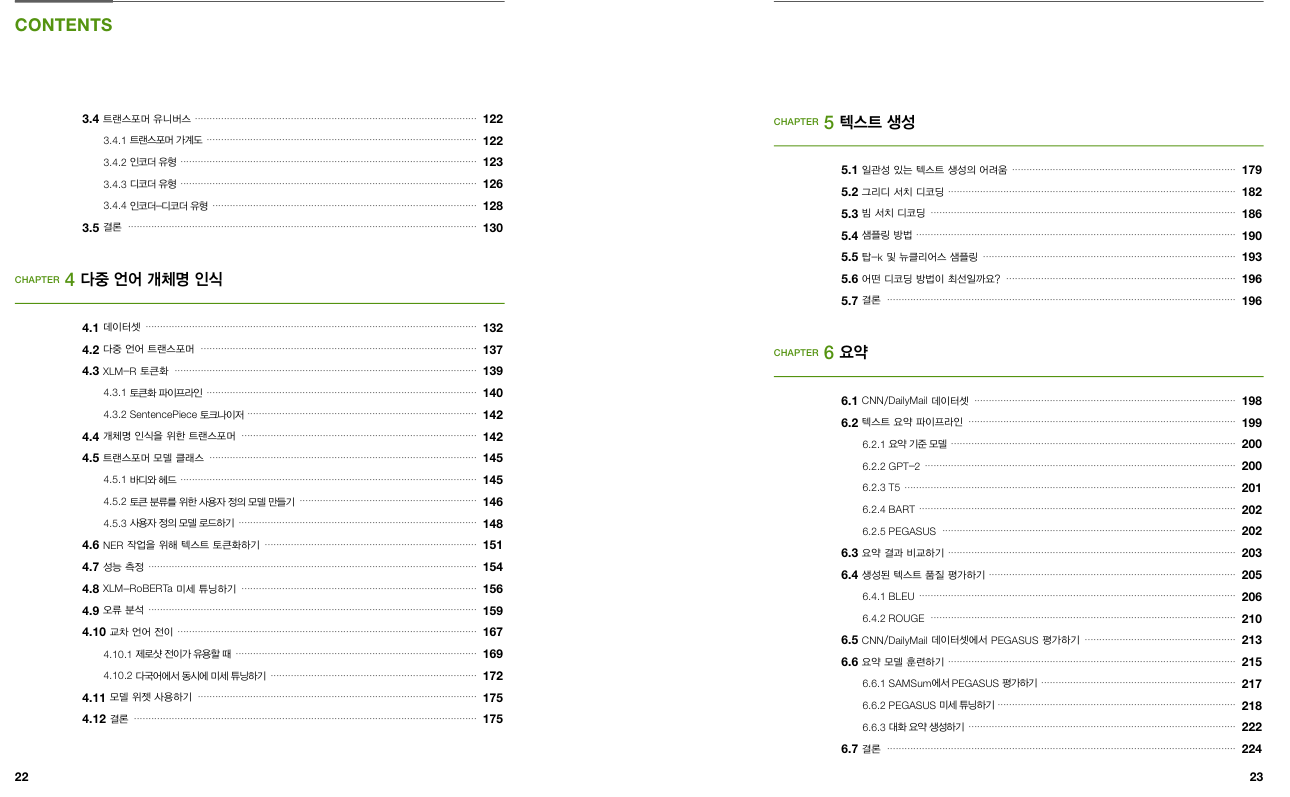 CONTENTS
3.4 트랜스포머 유니버스 122
3.4.1 트랜스포머 가계도 122
3.4.2 인코더 유형 123
3.4.3 디코더 유형 126
3.4.4 인코더-디코더 유형 128
3.5 결론 130
CHAPTER 4 다중 언어 개체명 인식
4.1 데이터셋 132
4.2 다중 언어 트랜스포머 137
4.3 XLM-R 토큰화 139
4.3.1 토큰화 파이프라인 140
4.3.2 SentencePiece 토크나이저 142
4.4 개체명 인식을 위한 트랜스포머 142
4.5 트랜스포머 모델 클래스 145
4.5.1 바디와 헤드 145
4.5.2 토큰 분류를 위한 사용자 정의 모델 만들기 146
4.5.3 사용자 정의 모델 로드하기 148
4.6 NER 작업을 위해 텍스트 토큰화하기 151
4.7 성능 측정 154
4.8 XLM-RoBERTa 미세 튜닝하기 156
4.9 오류 분석 159
4.10 교차 언어 전이 167
4.10.1 제로샷 전이가 유용할 때 169
4.10.2 다국어에서 동시에 미세 튜닝하기 172
4.11 모델 위젯 사용하기 175
4.12 결론 175
22
CHAPTER 5 텍스트 생성
5.1 일관성 있는 텍스트 생성의 어려움 179
5.2 그리디 서치 디코딩 182
5.3 빔 서치 디코딩 186
5.4 샘플링 방법 190
5.5 탑-k 및 뉴클리어스 샘플링 193
5.6 어떤 디코딩 방법이 최선일까요? 196
5.7 결론 196
CHAPTER 6 요약
6.1 CNN/DailyMail 데이터셋 198
6.2 텍스트 요약 파이프라인 199
6.2.1 요약 기준 모델 200
6.2.2 GPT-2 200
6.2.3 T5 201
6.2.4 BART 202
6.2.5 PEGASUS 202
6.3 요약 결과 비교하기 203
6.4 생성된 텍스트 품질 평가하기 205
6.4.1 BLEU 206
6.4.2 ROUGE 210
6.5 CNN/DailyMail 데이터셋에서 PEGASUS 평가하기 213
6.6 요약 모델 훈련하기 215
6.6.1 SAMSum에서 PEGASUS 평가하기 217
6.6.2 PEGASUS 미세 튜닝하기 218
6.6.3 대화 요약 생성하기 222
6.7 결론 224
23